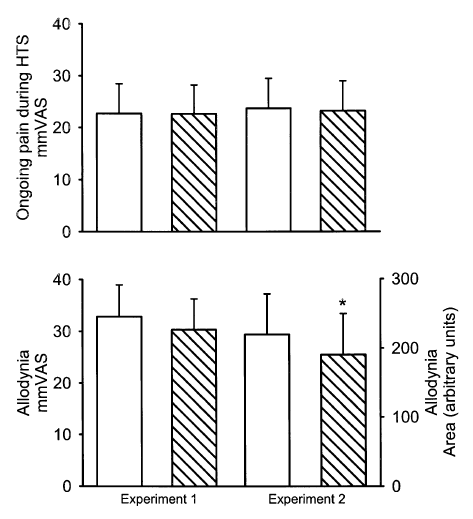 Ongoing pain during HTS
mmVAS
40
30
20
10
0
Allodynia
mmVAS
40
30
20
10
0
*
300
200
100
0
Allodynia
Area (arbitrary units)
Experiment 1
Experiment 2